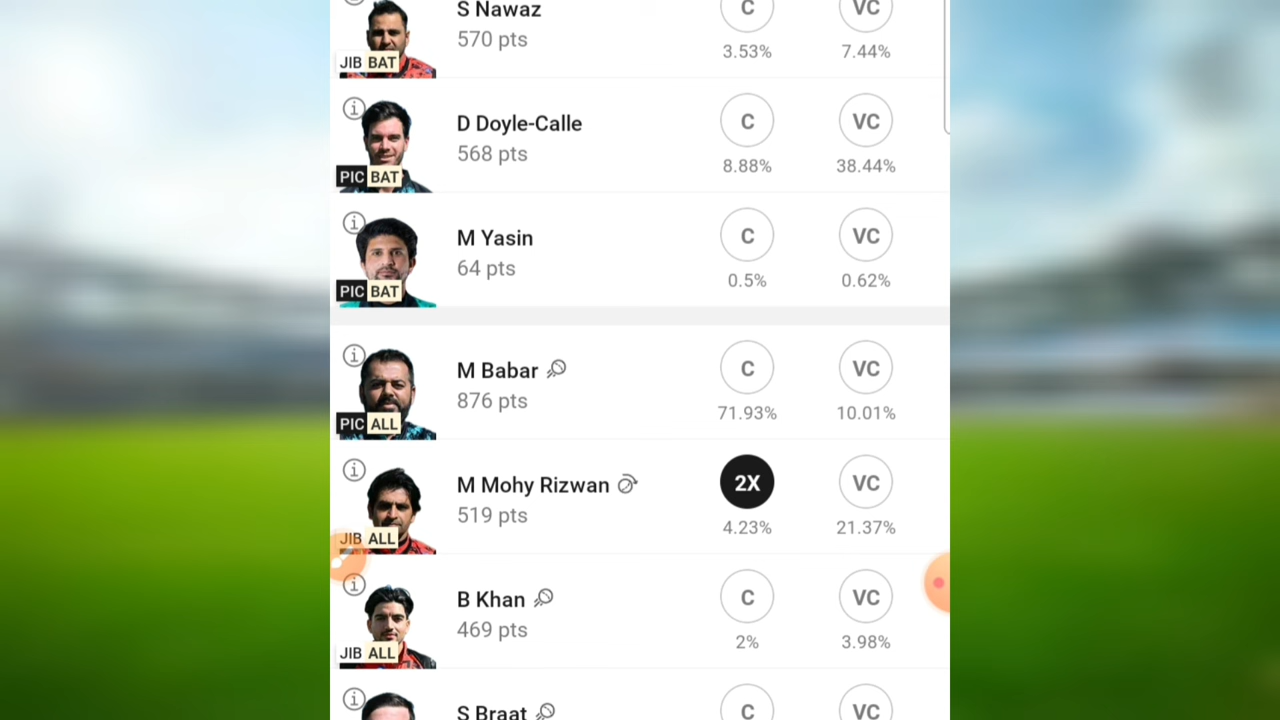 S Nawaz C VC
570 pts
3.53% 7.44%
JIB BAT
D Doyle-Calle C VC
568 pts
8.88% 38.44%
PIC BAT
M Yasin C VC
64 pts
0.5% 0.62%
PIC BAT
M Babar C VC
876 pts
71.93% 10.01%
PIC ALL
M Mohy Rizwan 2X VC
519 pts
4.23% 21.37%
JIB ALL
B Khan C VC
469 pts
2% 3.98%
JIB ALL
S Braat C VC